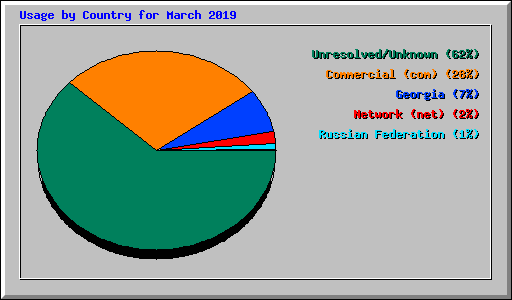 Usage by Country for March 2019
Unresolved/Unknown (62%)
Commercial (com) (28%)
Georgia (7%)
Network (net) (2%)
Russian Federation (1%)